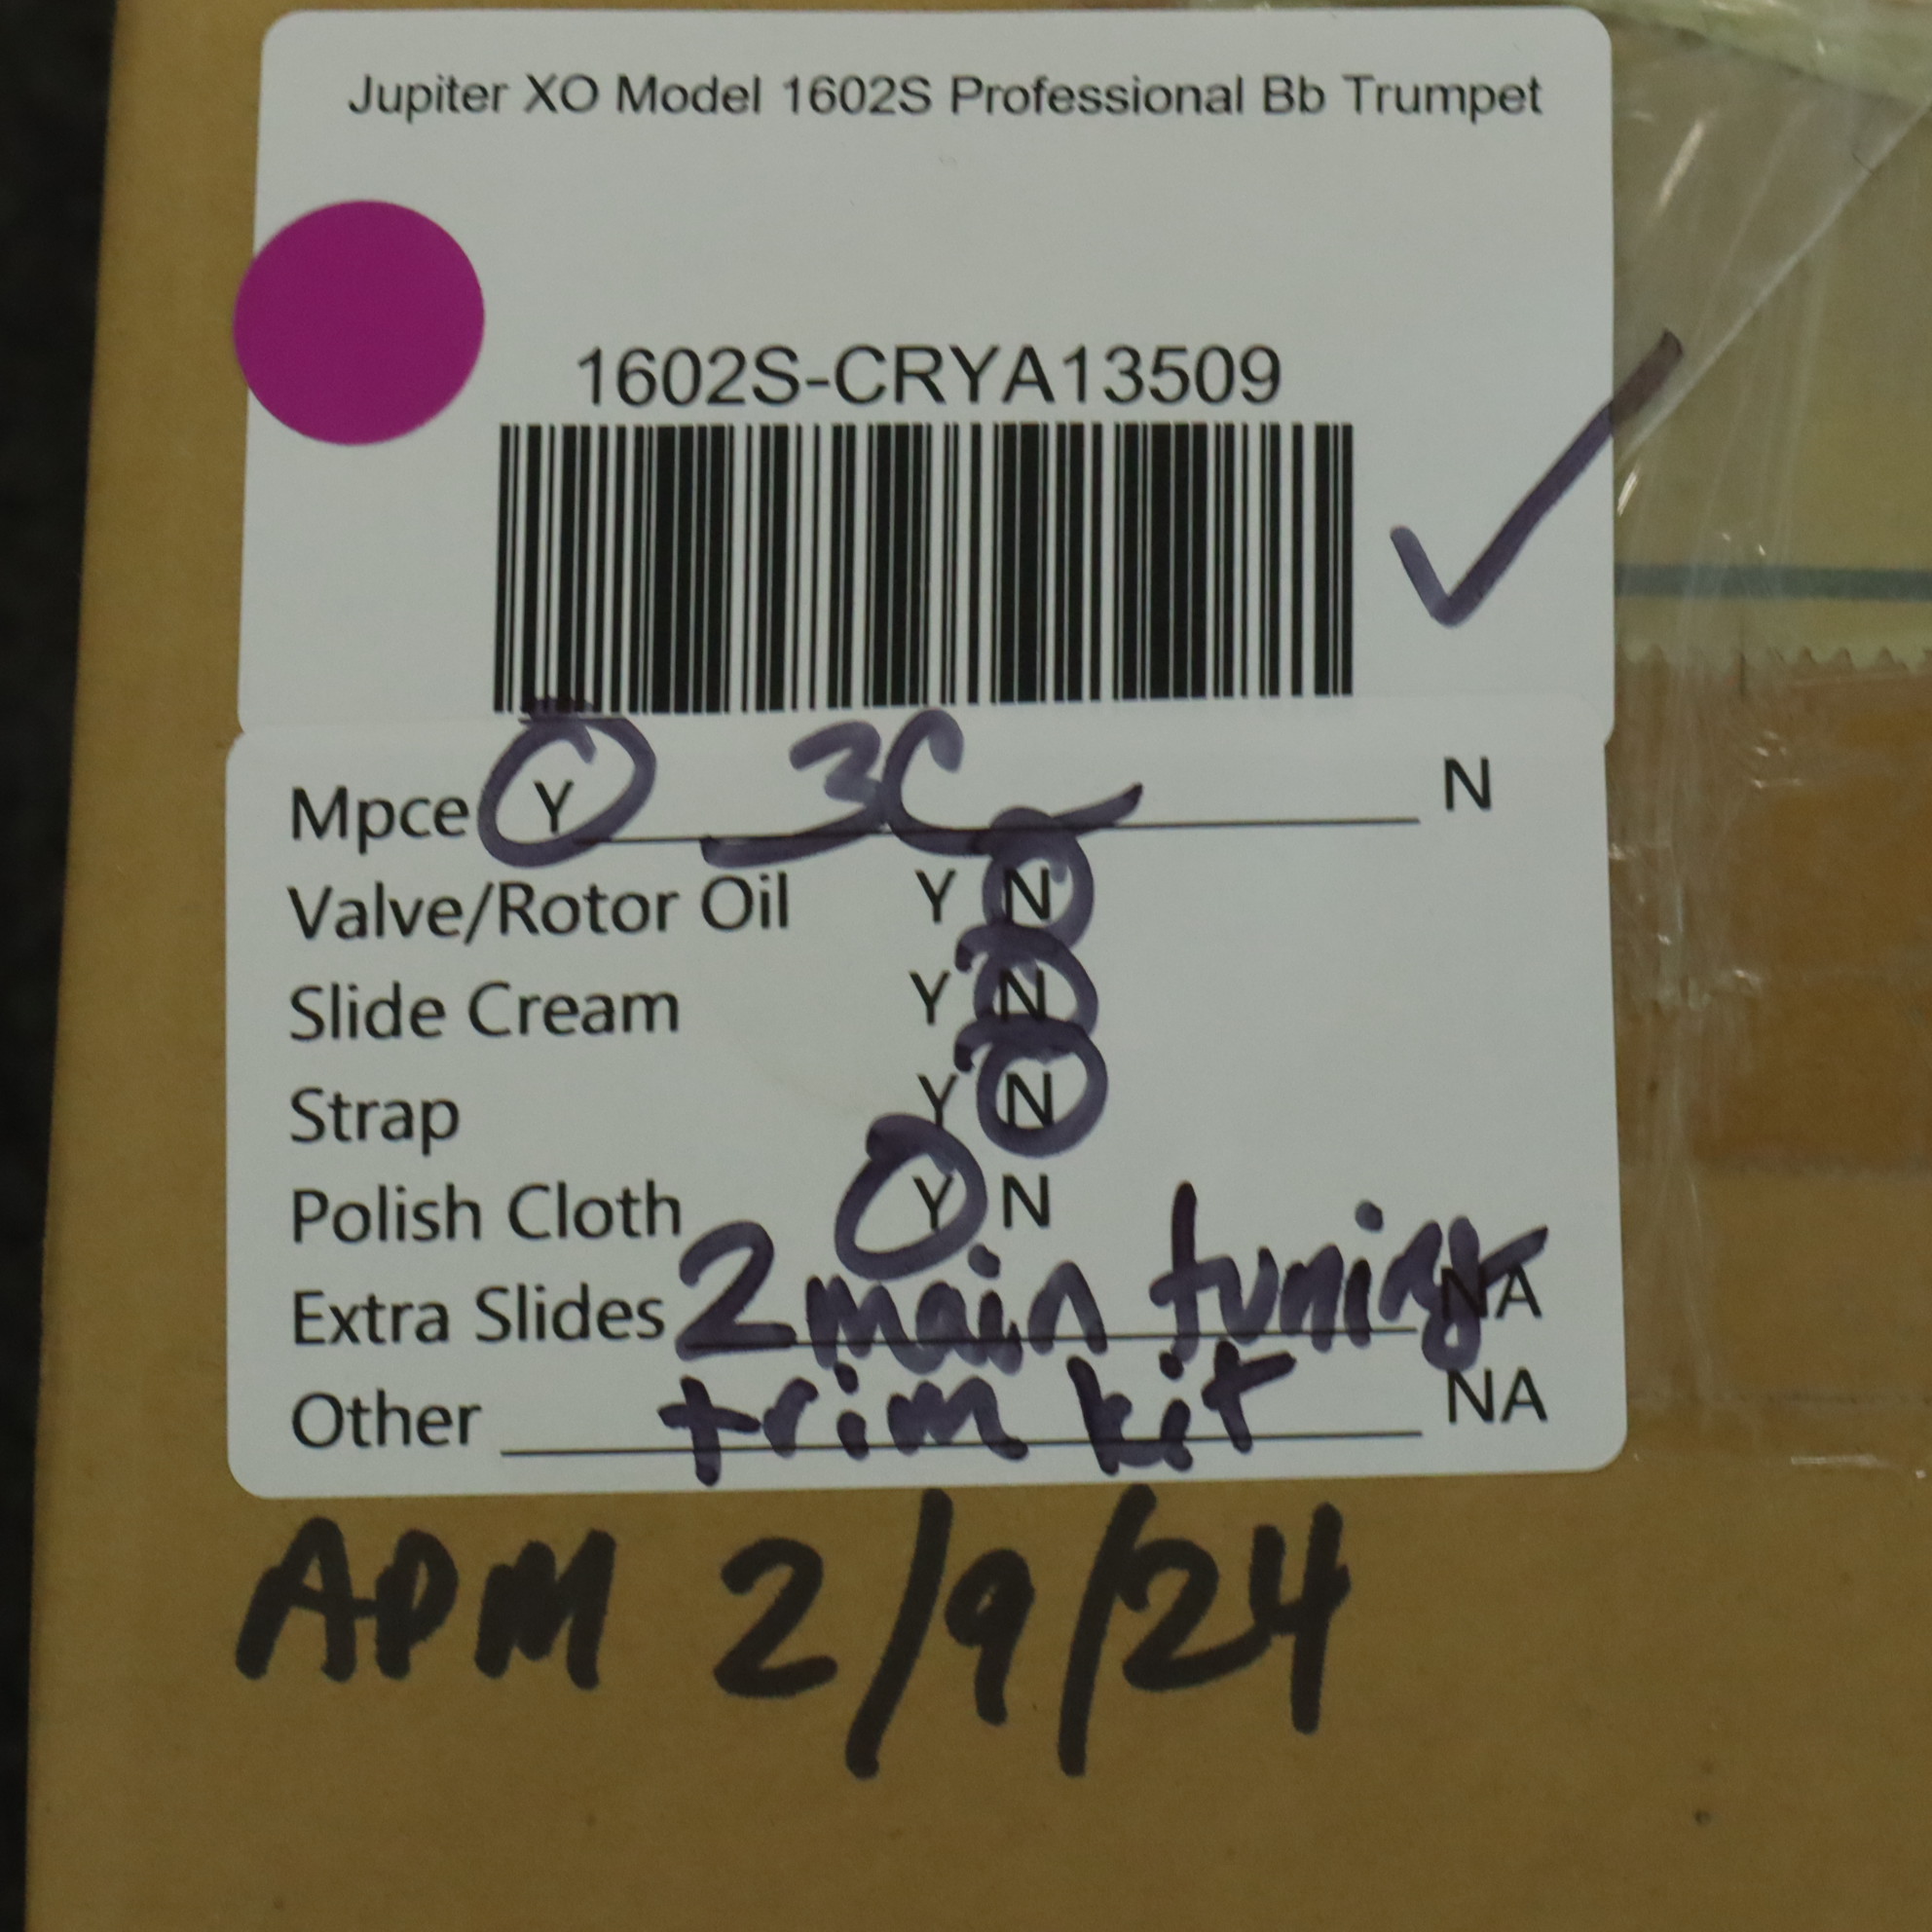 Jupiter XO Model 1602S Professional Bb Trumpet
1602S-CRYA13509
Mpce Y 3C N
Valve/Rotor Oil Y N
Slide Cream Y N
Strap Y N
Polish Cloth Y N
Extra Slides 2 main tuning NA
Other trim kit NA
APM 2/9/24